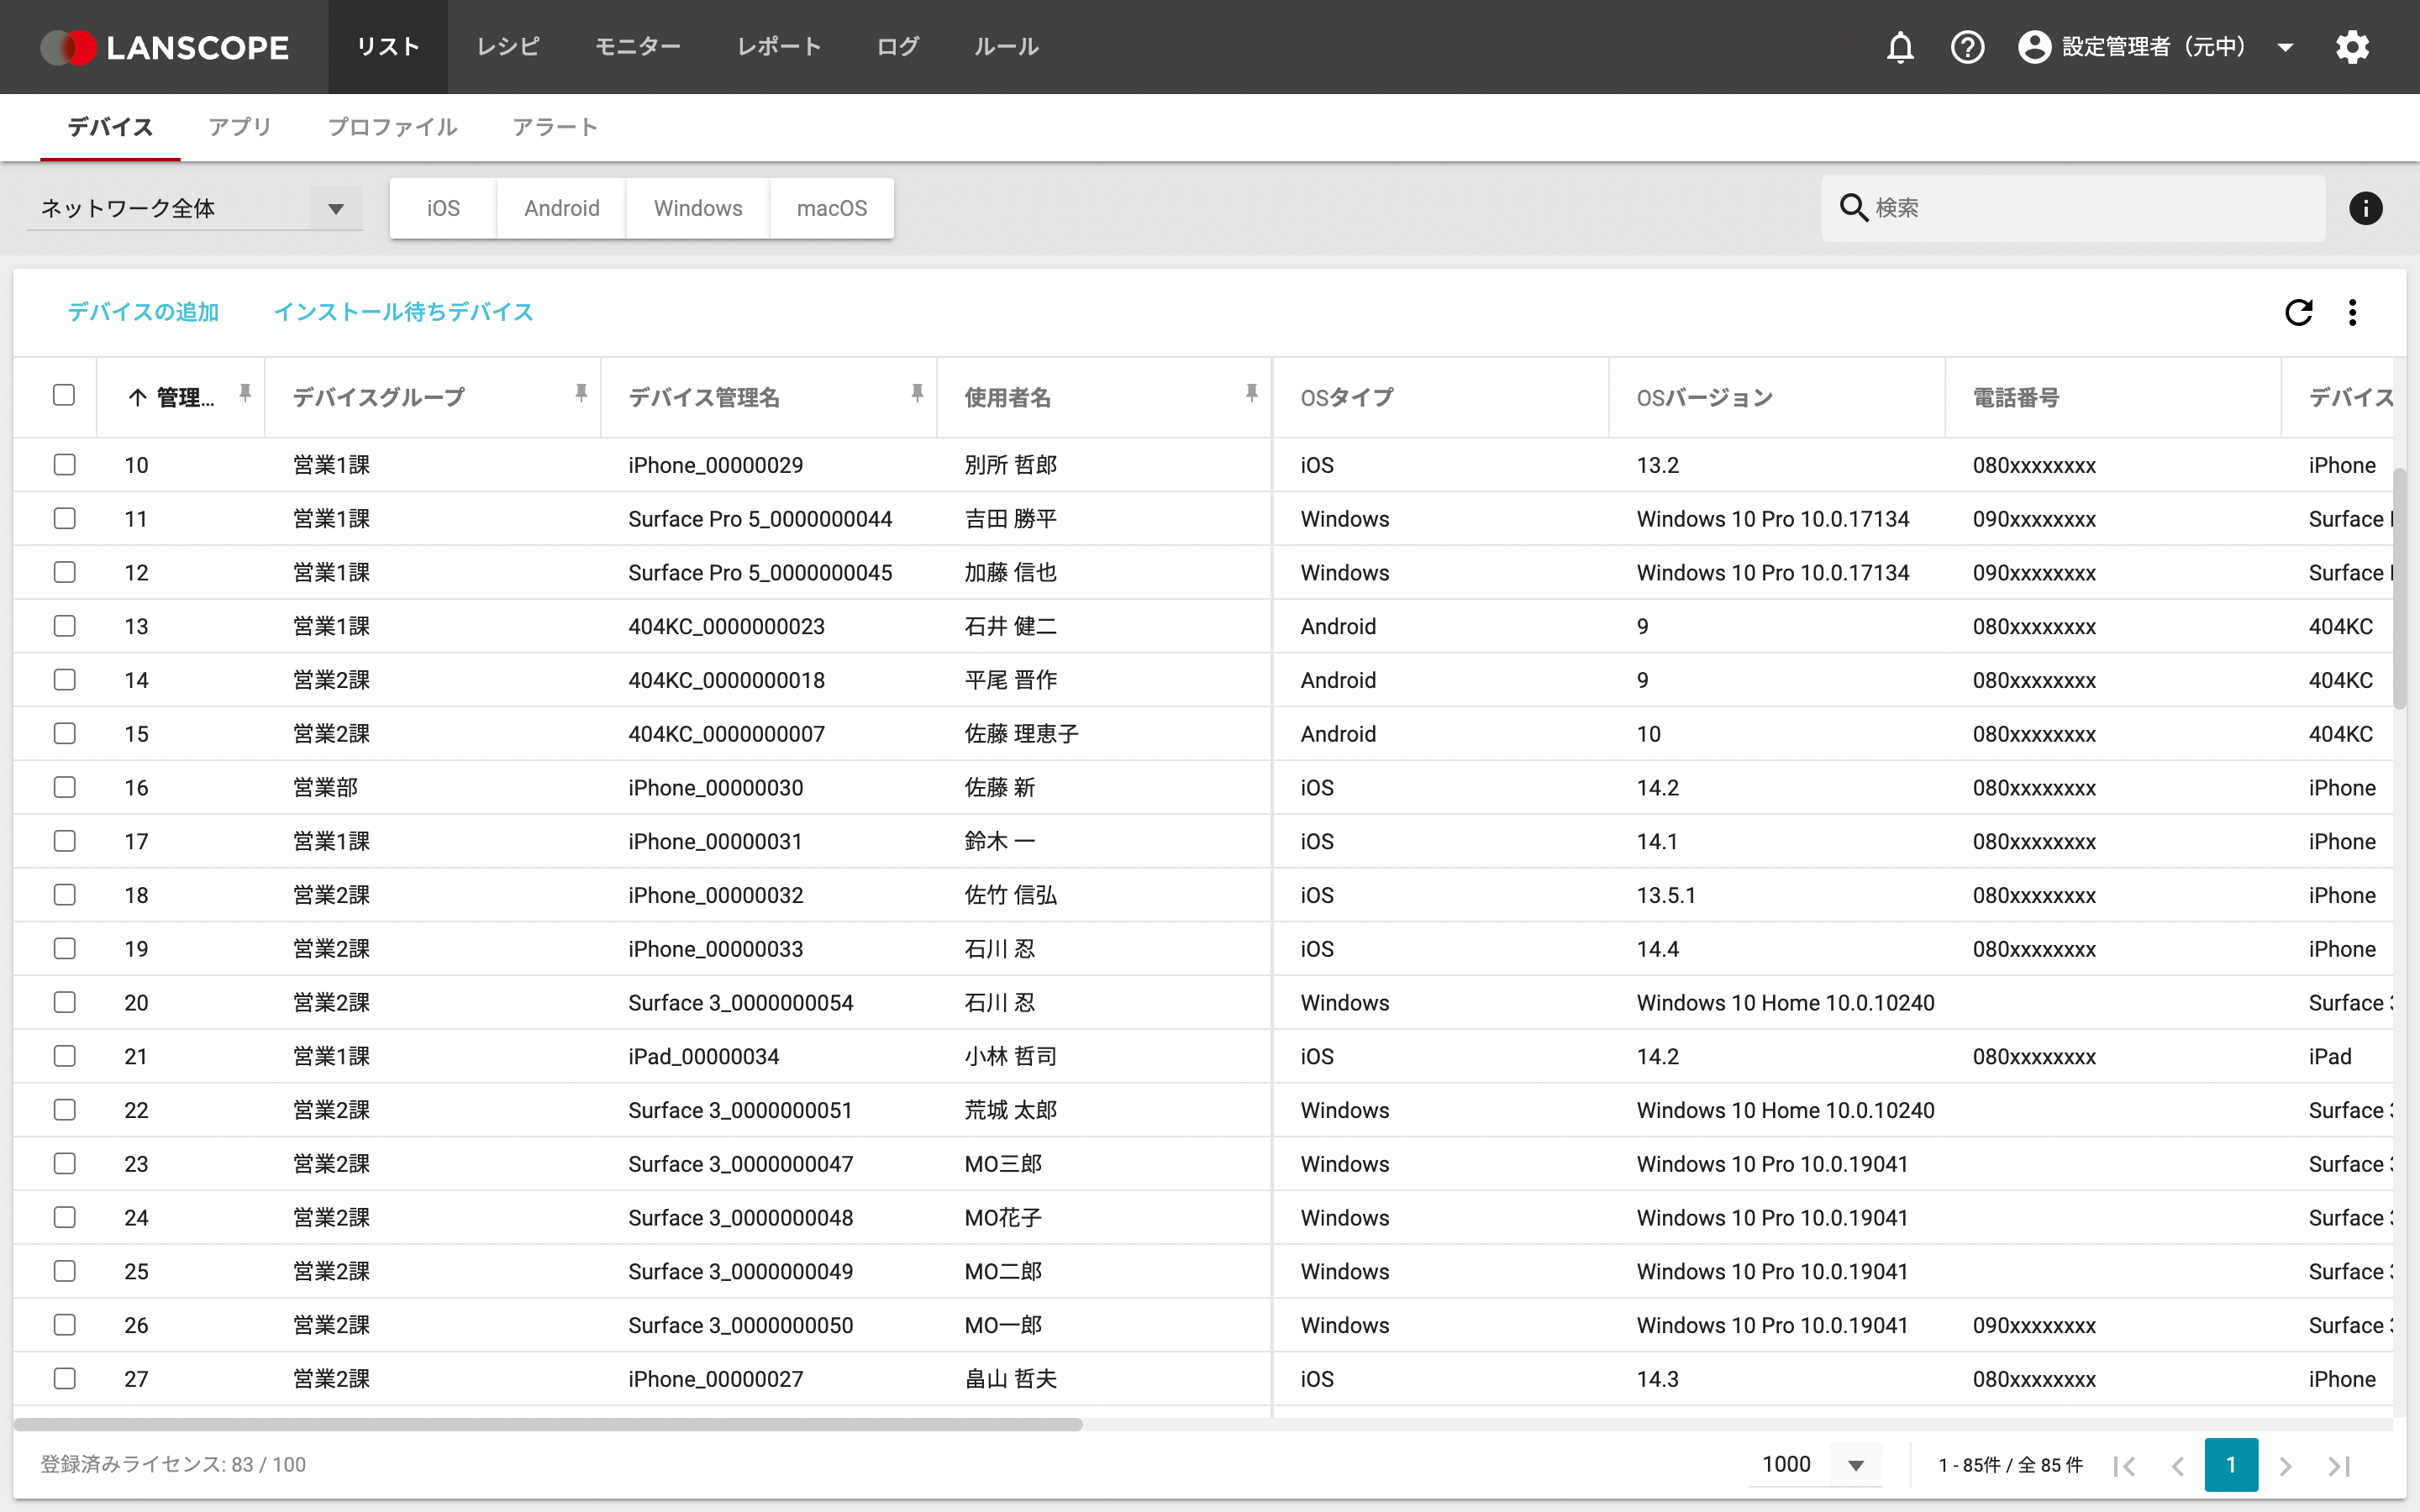 LANSCOPE リスト レシピ モニター レポート ログ ルール 設定管理者（元中）
デバイス アプリ プロファイル アラート
ネットワーク全体 iOS Android Windows macOS 検索
デバイスの追加 インストール待ちデバイス
管理... デバイスグループ デバイス管理名 使用者名 OSタイプ OSバージョン 電話番号 デバイス
10 営業1課 iPhone_00000029 別所 哲郎 iOS 13.2 080xxxxxxxx iPhone
11 営業1課 Surface Pro 5_0000000044 吉田 勝平 Windows Windows 10 Pro 10.0.17134 090xxxxxxxx Surface
12 営業1課 Surface Pro 5_0000000045 加藤 信也 Windows Windows 10 Pro 10.0.17134 090xxxxxxxx Surface
13 営業1課 404KC_0000000023 石井 健二 Android 9 080xxxxxxxx 404KC
14 営業2課 404KC_0000000018 平尾 晋作 Android 9 080xxxxxxxx 404KC
15 営業2課 404KC_0000000007 佐藤 理恵子 Android 10 080xxxxxxxx 404KC
16 営業部 iPhone_00000030 佐藤 新 iOS 14.2 080xxxxxxxx iPhone
17 営業1課 iPhone_00000031 鈴木 一 iOS 14.1 080xxxxxxxx iPhone
18 営業2課 iPhone_00000032 佐竹 信弘 iOS 13.5.1 080xxxxxxxx iPhone
19 営業2課 iPhone_00000033 石川 忍 iOS 14.4 080xxxxxxxx iPhone
20 営業2課 Surface 3_0000000054 石川 忍 Windows Windows 10 Home 10.0.10240 Surface 3
21 営業1課 iPad_00000034 小林 哲司 iOS 14.2 080xxxxxxxx iPad
22 営業2課 Surface 3_0000000051 荒城 太郎 Windows Windows 10 Home 10.0.10240 Surface 3
23 営業2課 Surface 3_0000000047 MO三郎 Windows Windows 10 Pro 10.0.19041 Surface 3
24 営業2課 Surface 3_0000000048 MO花子 Windows Windows 10 Pro 10.0.19041 Surface 3
25 営業2課 Surface 3_0000000049 MO二郎 Windows Windows 10 Pro 10.0.19041 Surface 3
26 営業2課 Surface 3_0000000050 MO一郎 Windows Windows 10 Pro 10.0.19041 090xxxxxxxx Surface 3
27 営業2課 iPhone_00000027 畠山 哲夫 iOS 14.3 080xxxxxxxx iPhone
登録済みライセンス: 83 / 100 1000 1 - 85件 / 全 85 件 1